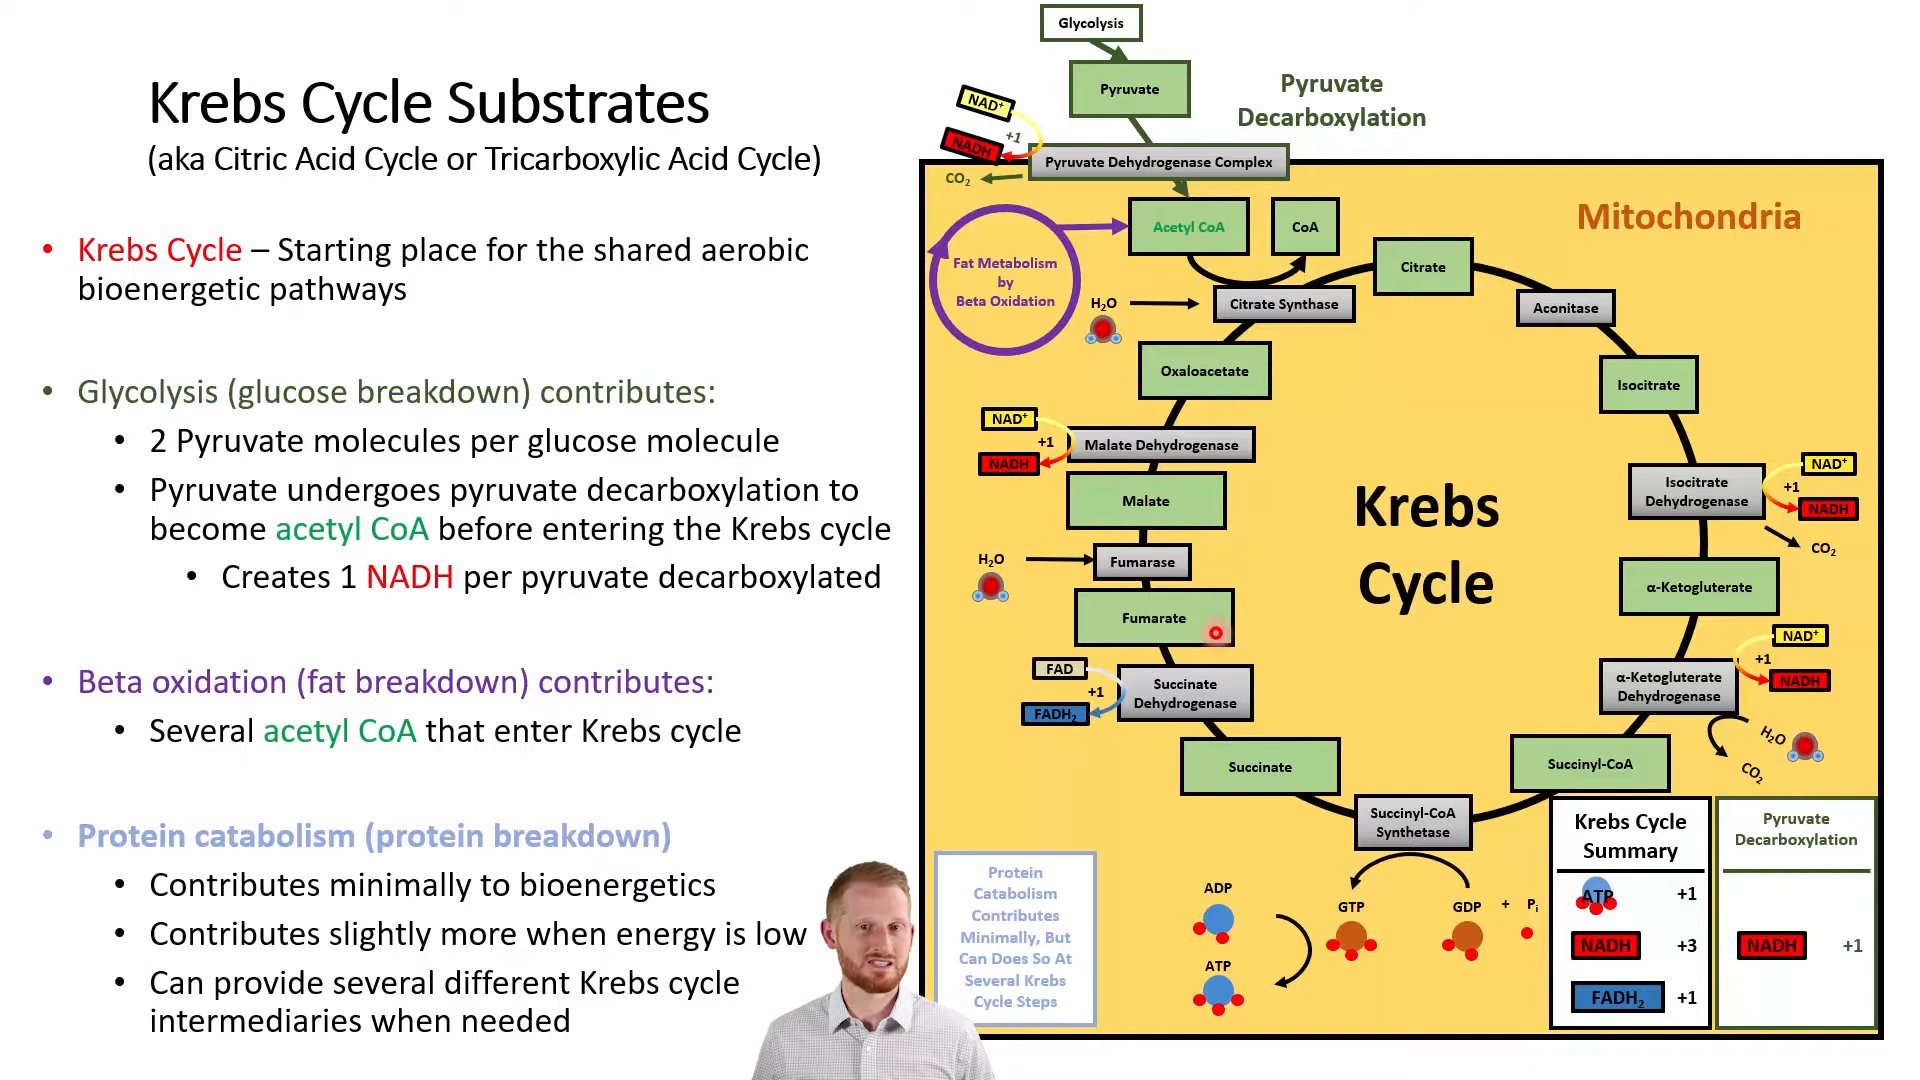 Krebs Cycle Substrates
(aka Citric Acid Cycle or Tricarboxylic Acid Cycle)
• Krebs Cycle – Starting place for the shared aerobic
bioenergetic pathways
• Glycolysis (glucose breakdown) contributes:
• 2 Pyruvate molecules per glucose molecule
• Pyruvate undergoes pyruvate decarboxylation to
become acetyl CoA before entering the Krebs cycle
• Creates 1 NADH per pyruvate decarboxylated
• Beta oxidation (fat breakdown) contributes:
• Several acetyl CoA that enter Krebs cycle
• Protein catabolism (protein breakdown)
• Contributes minimally to bioenergetics
• Contributes slightly more when energy is low
• Can provide several different Krebs cycle
intermediaries when needed
Glycolysis
Pyruvate
Pyruvate
Decarboxylation
NAD⁺
+1
NADH
Pyruvate Dehydrogenase Complex
CO₂
Mitochondria
Acetyl CoA
CoA
Fat Metabolism
by
Beta Oxidation
H₂O
Citrate Synthase
Citrate
Aconitase
Oxaloacetate
Isocitrate
NAD⁺
+1
NADH
Malate Dehydrogenase
Malate
Krebs
Cycle
Isocitrate
Dehydrogenase
NAD⁺
+1
NADH
CO₂
H₂O
Fumarase
α-Ketogluterate
Fumarate
NAD⁺
+1
NADH
FAD
+1
FADH₂
Succinate
Dehydrogenase
α-Ketogluterate
Dehydrogenase
H₂O
CO₂
Succinate
Succinyl-CoA
Succinyl-CoA
Synthetase
Protein
Catabolism
Contributes
Minimally, But
Can Does So At
Several Krebs
Cycle Steps
ADP
ATP
GTP
GDP + Pᵢ
Krebs Cycle
Summary
ATP +1
NADH +3
FADH₂ +1
Pyruvate
Decarboxylation
NADH +1